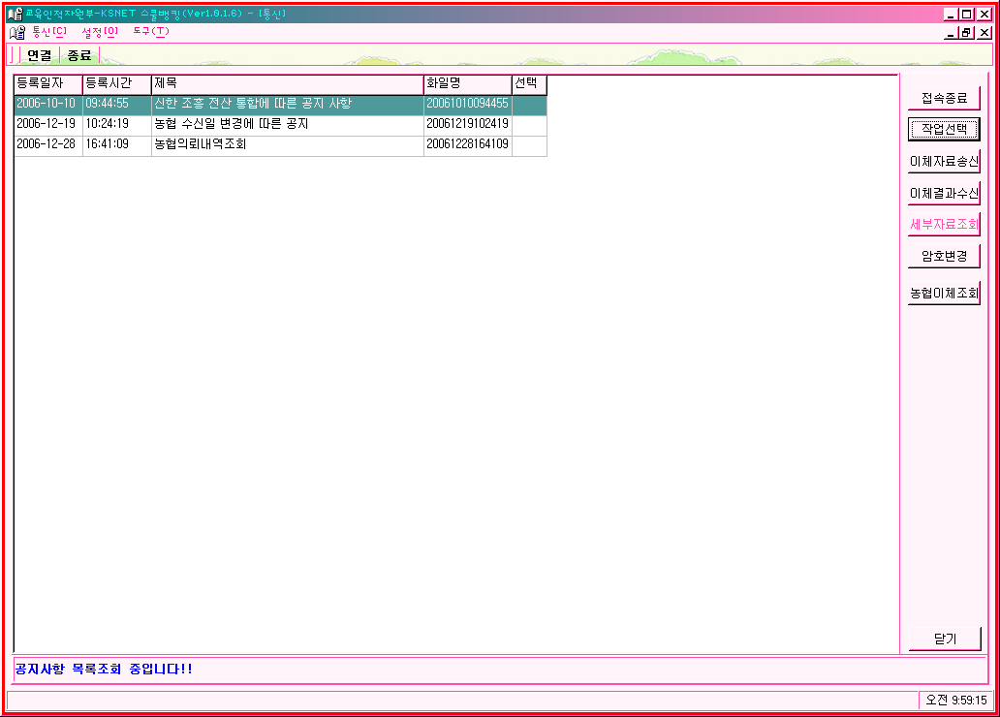 교육인적자원부-KSNET 스쿨뱅킹(Ver1.0.1.6) - [통신]
통신[C] 설정[O] 도구(T)
연결 종료
등록일자 등록시간 제목 화일명 선택
2006-10-10 09:44:55 신한 조흥 전산 통합에 따른 공지 사항 20061010094455
2006-12-19 10:24:19 농협 수신일 변경에 따른 공지 20061219102419
2006-12-28 16:41:09 농협의뢰내역조회 20061228164109
접속종료
작업선택
이체자료송신
이체결과수신
세부자료조회
암호변경
농협이체조회
닫기
공지사항 목록조회 중입니다!!
오전 9:59:15